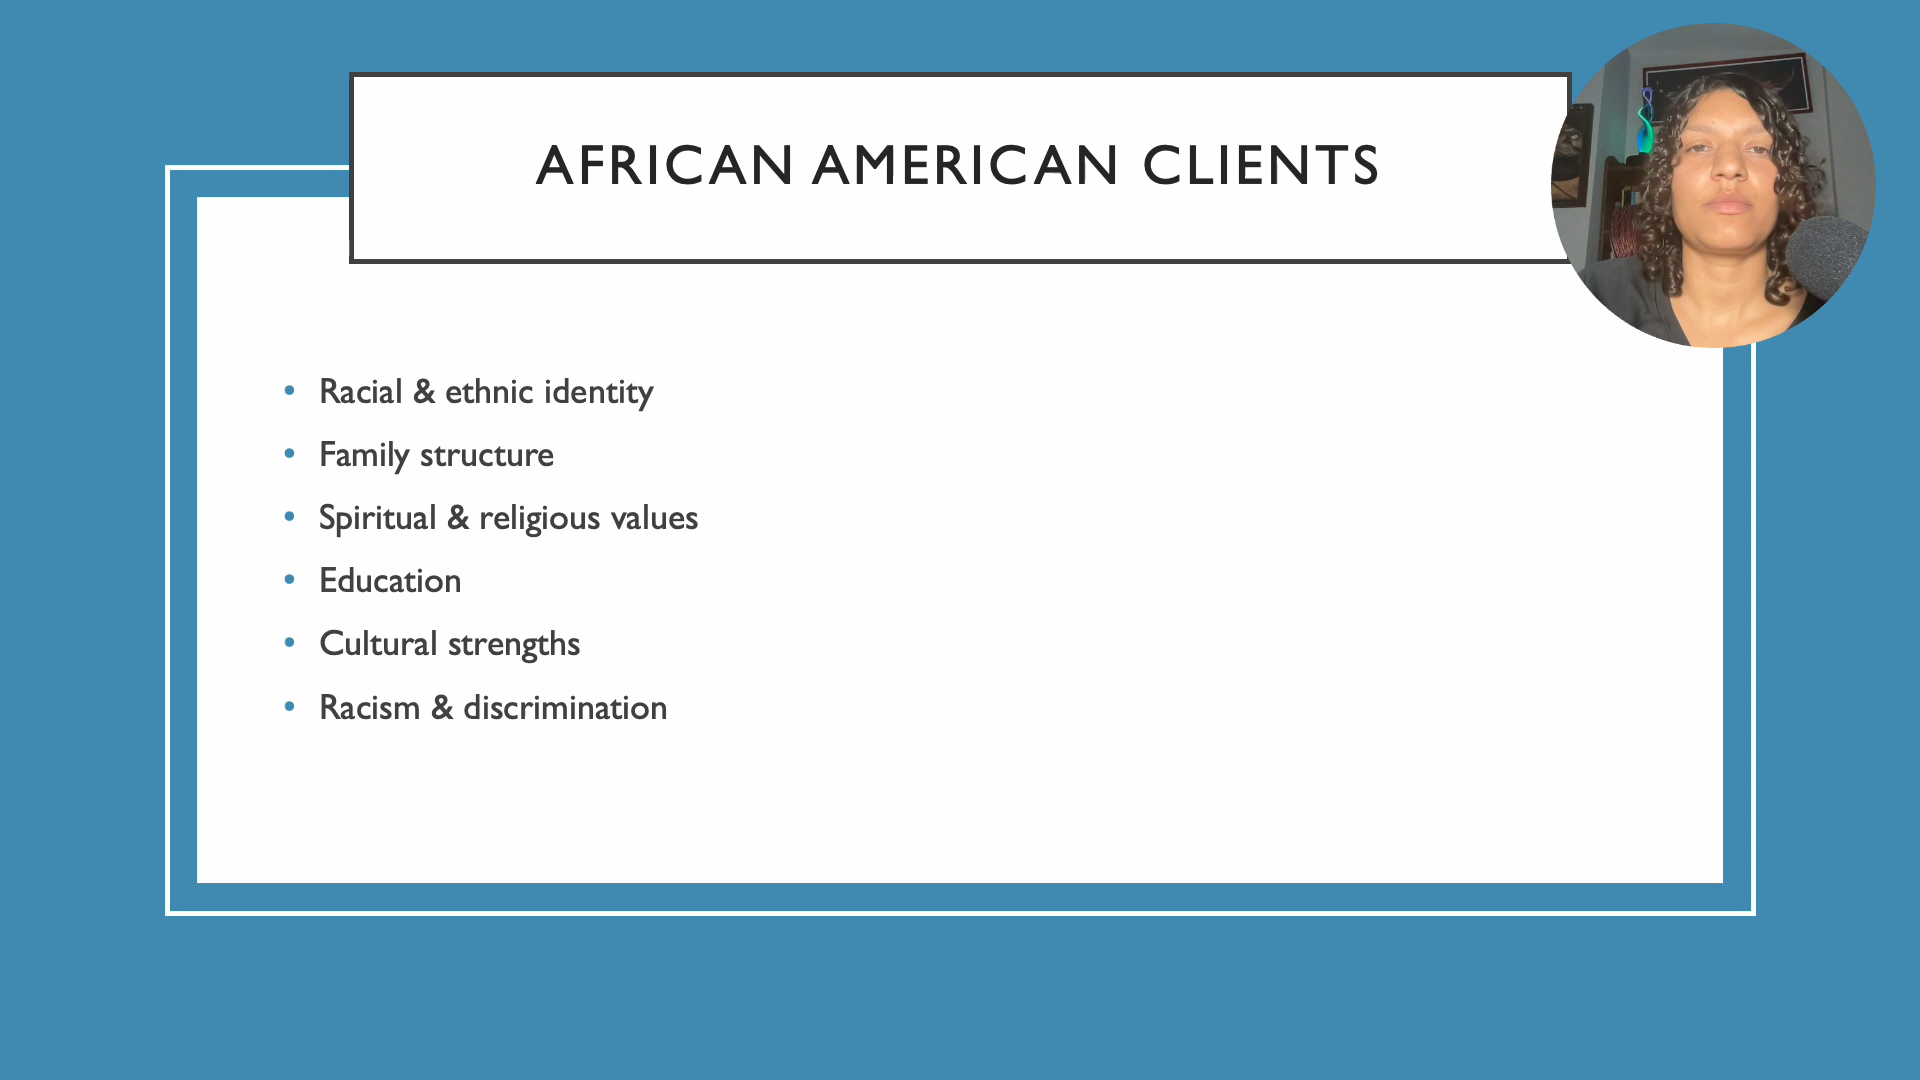 AFRICAN AMERICAN CLIENTS
• Racial & ethnic identity
• Family structure
• Spiritual & religious values
• Education
• Cultural strengths
• Racism & discrimination